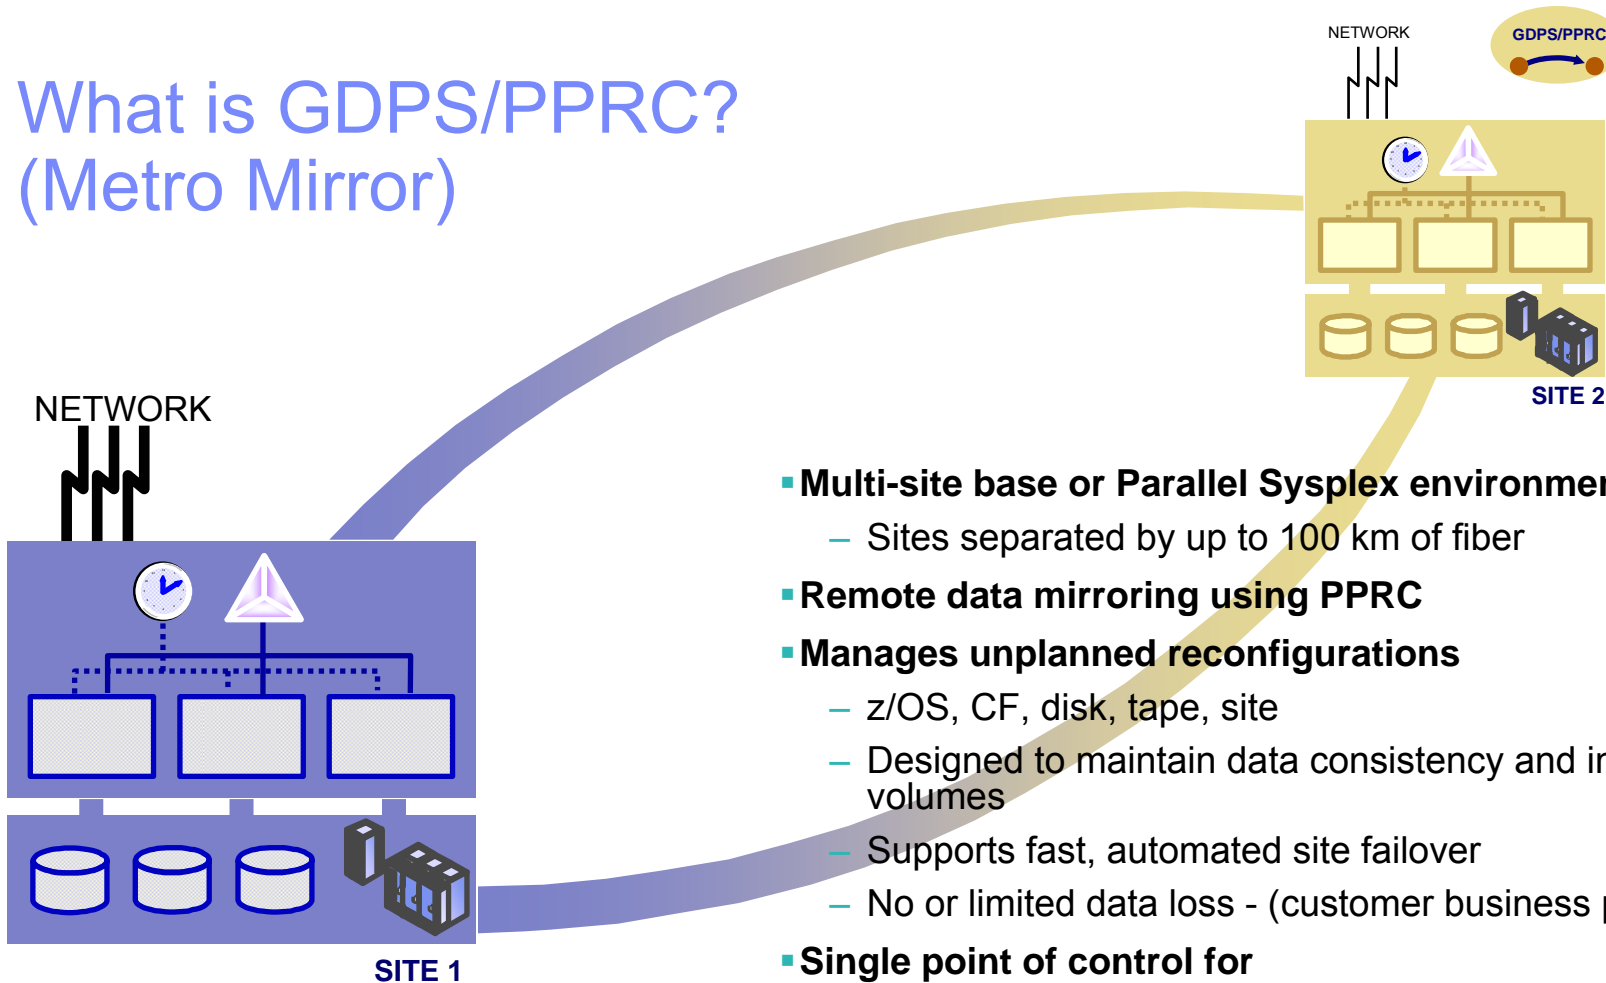 What is GDPS/PPRC?
(Metro Mirror)
NETWORK
GDPS/PPRC
SITE 2
NETWORK
SITE 1
▪Multi-site base or Parallel Sysplex
– Sites separated by up to 100 km of fiber
▪Remote data mirroring using PPRC
▪Manages unplanned reconfigurations
– z/OS, CF, disk, tape, site
– Designed to maintain data consistency and
volumes
– Supports fast, automated site failover
– No or limited data loss - (customer business
▪Single point of control for